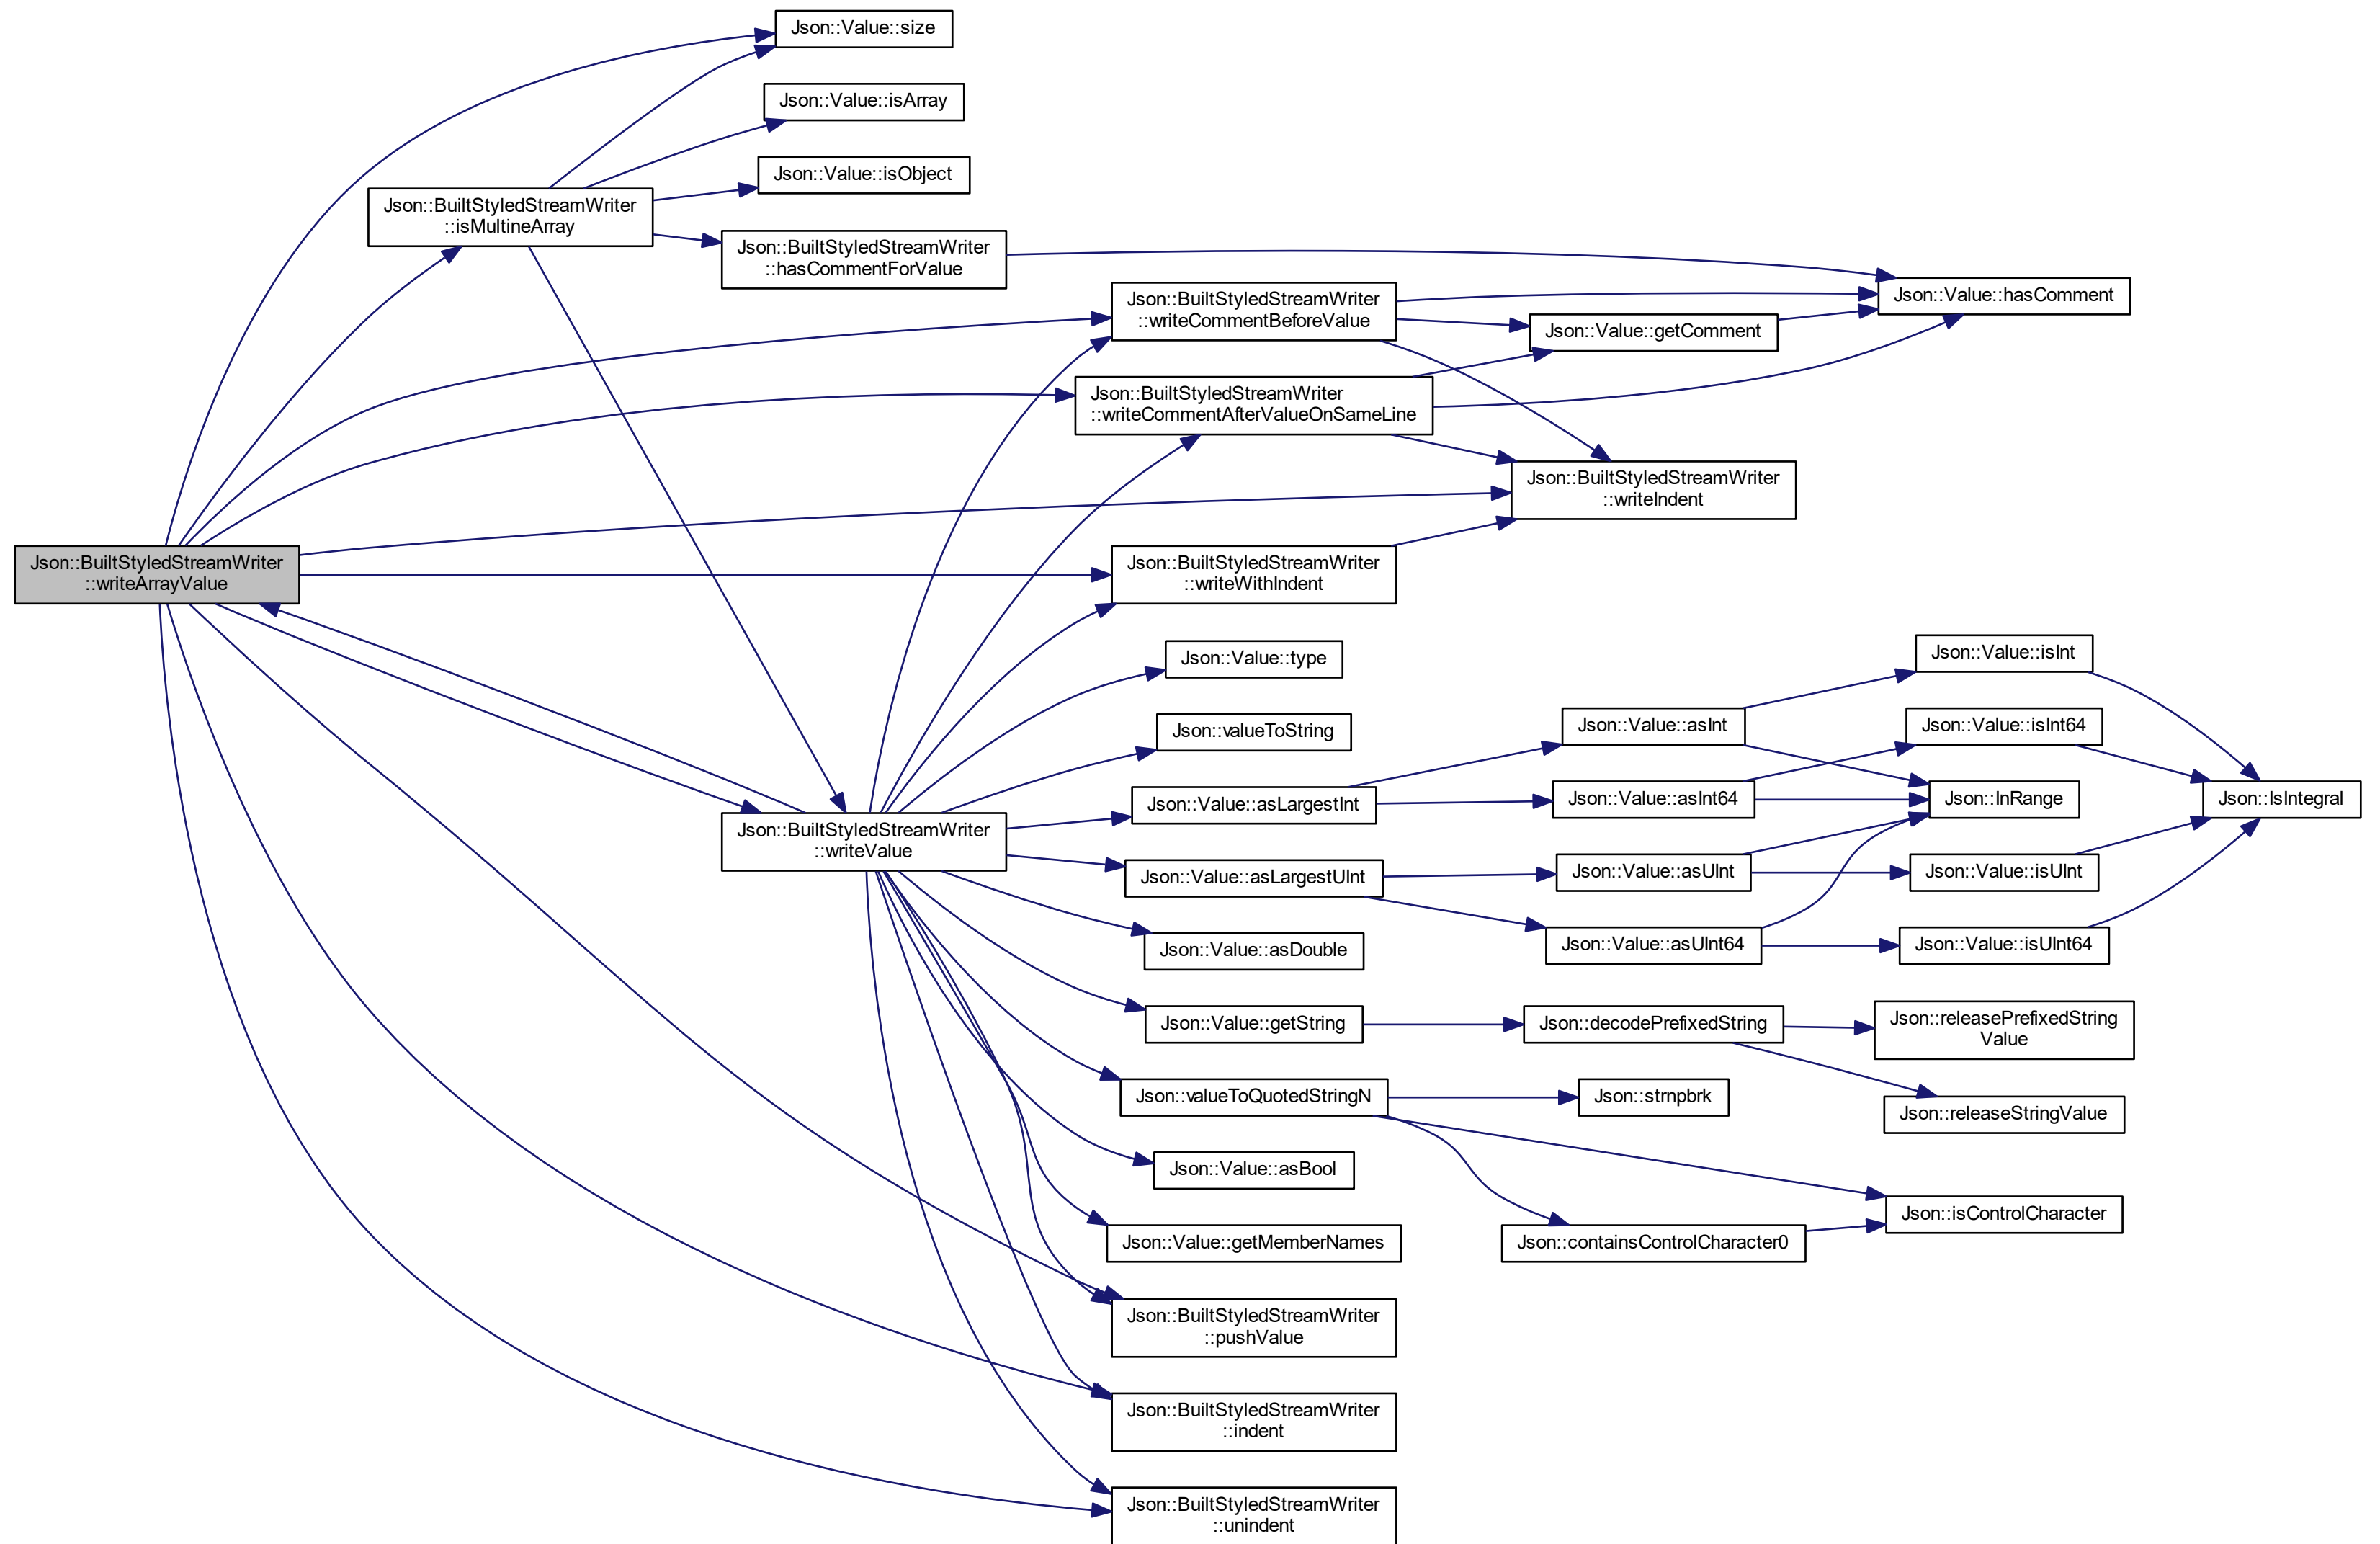 Json::Value::size
Json::Value::isArray
Json::Value::isObject
Json::BuiltStyledStreamWriter
::isMultineArray
Json::BuiltStyledStreamWriter
::hasCommentForValue
Json::BuiltStyledStreamWriter
::writeCommentBeforeValue
Json::Value::hasComment
Json::Value::getComment
Json::BuiltStyledStreamWriter
::writeCommentAfterValueOnSameLine
Json::BuiltStyledStreamWriter
::writeIndent
Json::BuiltStyledStreamWriter
::writeArrayValue
Json::BuiltStyledStreamWriter
::writeWithIndent
Json::Value::type
Json::Value::isInt
Json::valueToString
Json::Value::asInt
Json::Value::isInt64
Json::Value::asLargestInt
Json::Value::asInt64
Json::InRange
Json::IsIntegral
Json::BuiltStyledStreamWriter
::writeValue
Json::Value::asLargestUInt
Json::Value::asUInt
Json::Value::isUInt
Json::Value::asDouble
Json::Value::asUInt64
Json::Value::isUInt64
Json::Value::getString
Json::decodePrefixedString
Json::releasePrefixedString
Value
Json::valueToQuotedStringN
Json::strnpbrk
Json::releaseStringValue
Json::Value::asBool
Json::isControlCharacter
Json::Value::getMemberNames
Json::containsControlCharacter0
Json::BuiltStyledStreamWriter
::pushValue
Json::BuiltStyledStreamWriter
::indent
Json::BuiltStyledStreamWriter
::unindent